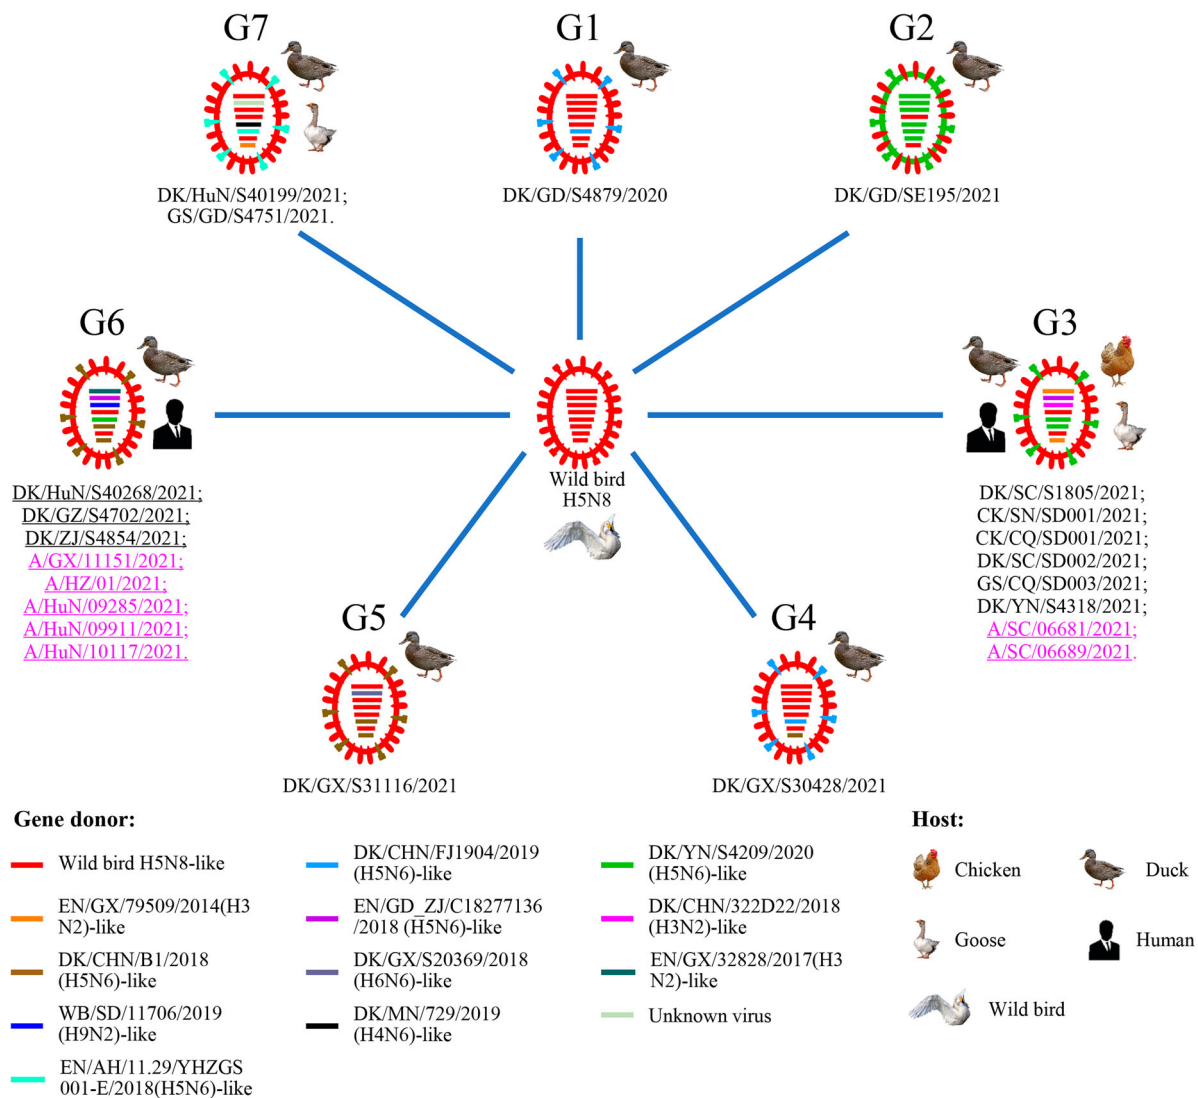 G7
G1
G2
DK/HuN/S40199/2021;
GS/GD/S4751/2021.
DK/GD/S4879/2020
DK/GD/SE195/2021
G6
G3
Wild bird
H5N8
DK/HuN/S40268/2021;
DK/GZ/S4702/2021;
DK/ZJ/S4854/2021;
A/GX/11151/2021;
A/HZ/01/2021;
A/HuN/09285/2021;
A/HuN/09911/2021;
A/HuN/10117/2021.
DK/SC/S1805/2021;
CK/SN/SD001/2021;
CK/CQ/SD001/2021;
DK/SC/SD002/2021;
GS/CQ/SD003/2021;
DK/YN/S4318/2021;
A/SC/06681/2021;
A/SC/06689/2021.
G5
G4
DK/GX/S31116/2021
DK/GX/S30428/2021
Gene donor:
Wild bird H5N8-like
EN/GX/79509/2014(H3
N2)-like
DK/CHN/B1/2018
(H5N6)-like
WB/SD/11706/2019
(H9N2)-like
EN/AH/11.29/YHZGS
001-E/2018(H5N6)-like
DK/CHN/FJ1904/2019
(H5N6)-like
EN/GD_ZJ/C18277136
/2018 (H5N6)-like
DK/GX/S20369/2018
(H6N6)-like
DK/MN/729/2019
(H4N6)-like
DK/YN/S4209/2020
(H5N6)-like
DK/CHN/322D22/2018
(H3N2)-like
EN/GX/32828/2017(H3
N2)-like
Unknown virus
Host:
Chicken
Duck
Goose
Human
Wild bird